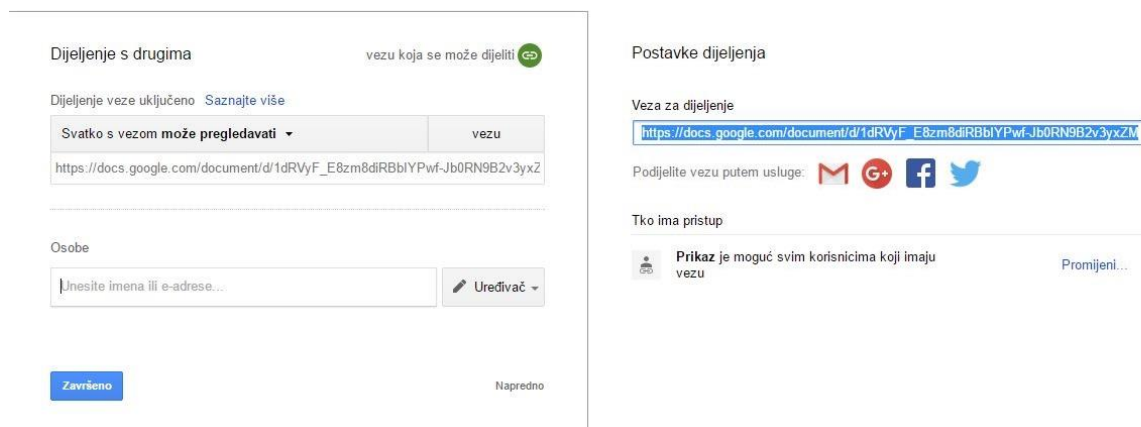 Dijeljenje s drugima
vezu koja se može dijeliti
Dijeljenje veze uključeno Saznajte više
Svatko s vezom može pregledavati
vezu
https://docs.google.com/document/d/1dRVyF_E8zm8diRBbIYPwf-Jb0RN9B2v3yxZ
Osobe
Unesite imena ili e-adrese...
Uređivač
Završeno
Napredno
Postavke dijeljenja
Veza za dijeljenje
https://docs.google.com/document/d/1dRVyF_E8zm8diRBbIYPwf-Jb0RN9B2v3yxZM
Podijelite vezu putem usluge:
G+
f
Tko ima pristup
Prikaz je moguć svim korisnicima koji imaju
vezu
Promijeni...